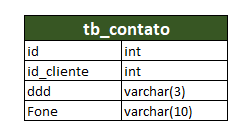 tb_contato
id int
id_cliente int
ddd varchar(3)
Fone varchar(10)